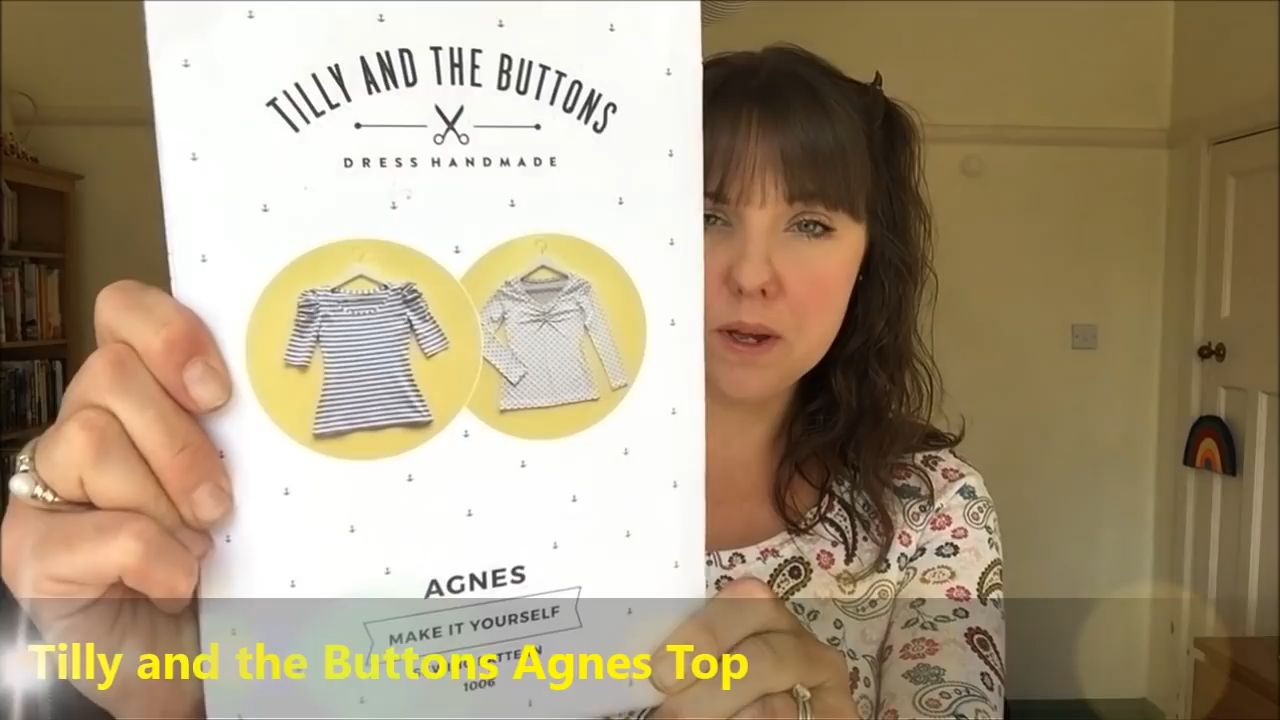 TILLY AND THE BUTTONS
DRESS HANDMADE
AGNES
MAKE IT YOURSELF
1006
Tilly and the Buttons Agnes Top